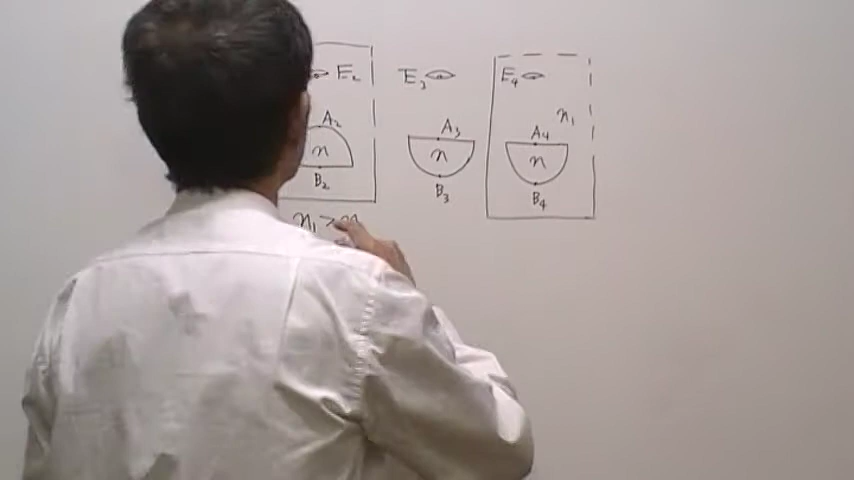 E₂
E₃
E₄
n₁
A₂
A₃
A₄
n
n
n
B₂
B₃
B₄
n₁ > n